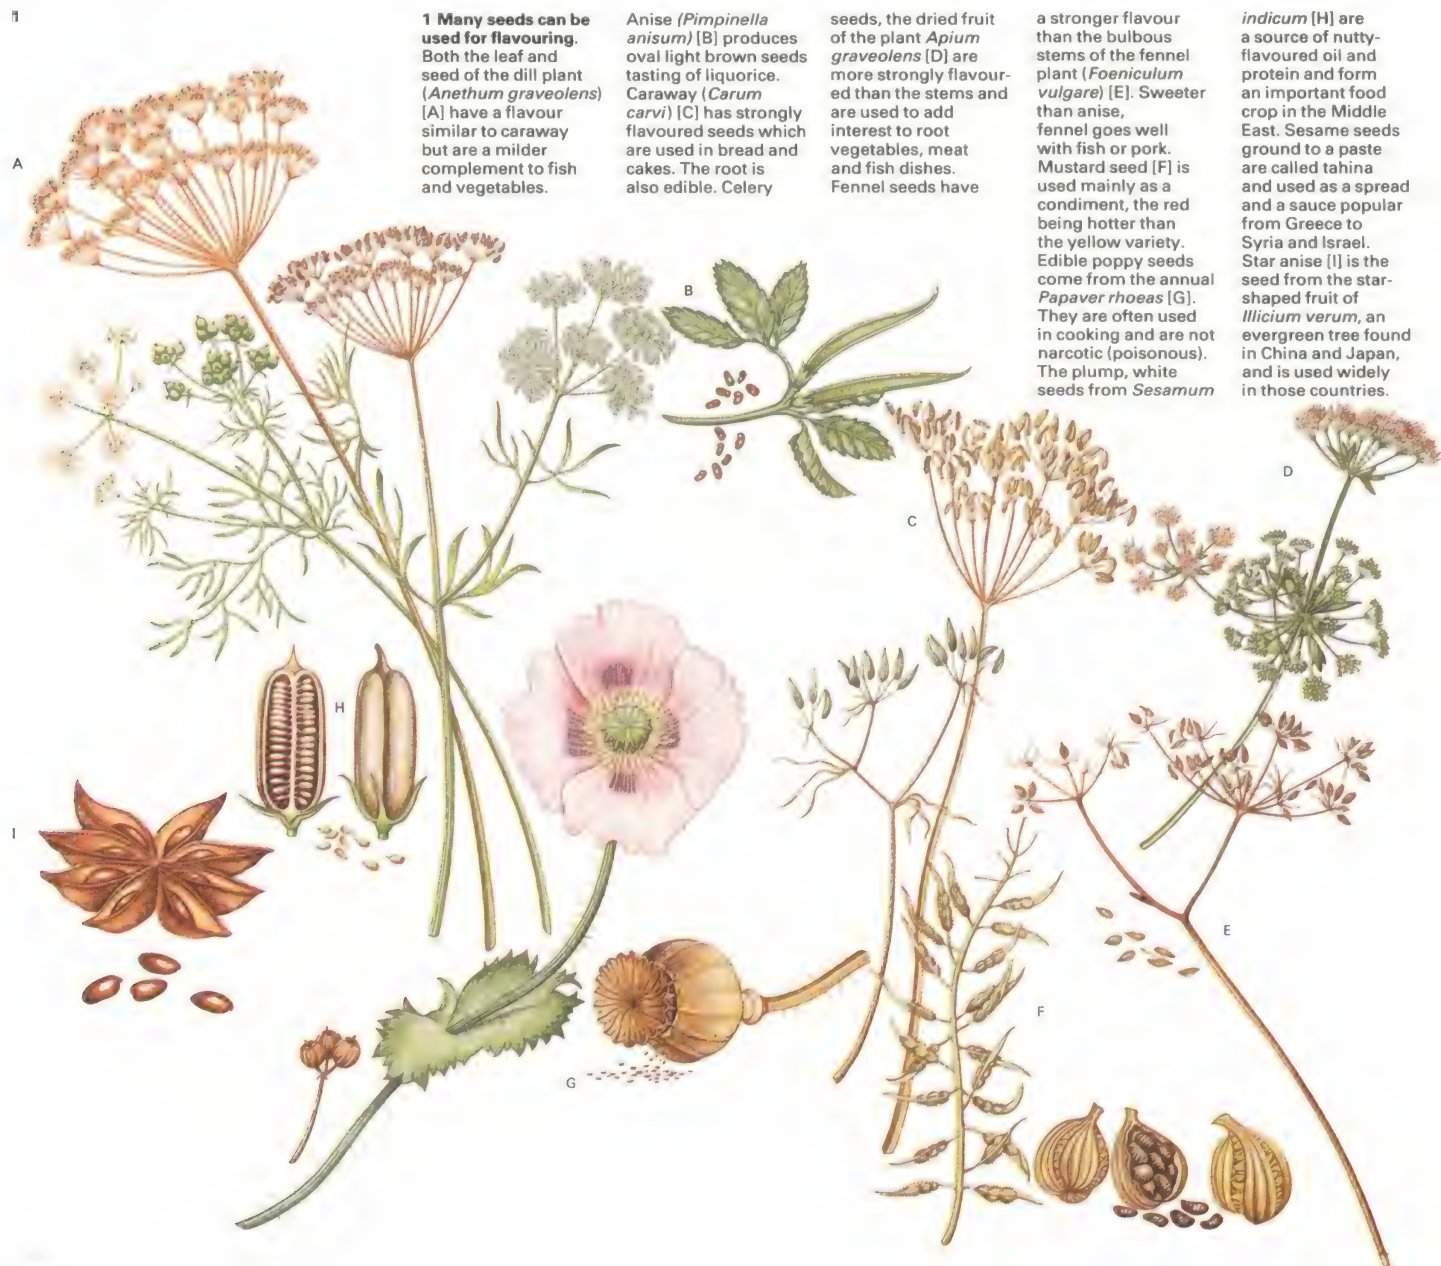 1
1 Many seeds can be
used for flavouring.
Both the leaf and
seed of the dill plant
(Anethum graveolens)
[A] have a flavour
similar to caraway
but are a milder
complement to fish
and vegetables.
Anise (Pimpinella
anisum) [B] produces
oval light brown seeds
tasting of liquorice.
Caraway (Carum
carvi) [C] has strongly
flavoured seeds which
are used in bread and
cakes. The root is
also edible. Celery
seeds, the dried fruit
of the plant Apium
graveolens [D] are
more strongly flavour-
ed than the stems and
are used to add
interest to root
vegetables, meat
and fish dishes.
Fennel seeds have
a stronger flavour
than the bulbous
stems of the fennel
plant (Foeniculum
vulgare) [E]. Sweeter
than anise,
fennel goes well
with fish or pork.
Mustard seed [F] is
used mainly as a
condiment, the red
being hotter than
the yellow variety.
Edible poppy seeds
come from the annual
Papaver rhoeas [G].
They are often used
in cooking and are not
narcotic (poisonous).
The plump, white
seeds from Sesamum
indicum [H] are
a source of nutty-
flavoured oil and
protein and form
an important food
crop in the Middle
East. Sesame seeds
ground to a paste
are called tahina
and used as a spread
and a sauce popular
from Greece to
Syria and Israel.
Star anise [I] is the
seed from the star-
shaped fruit of
Illicium verum, an
evergreen tree found
in China and Japan,
and is used widely
in those countries.
A
B
C
D
H
I
E
F
G